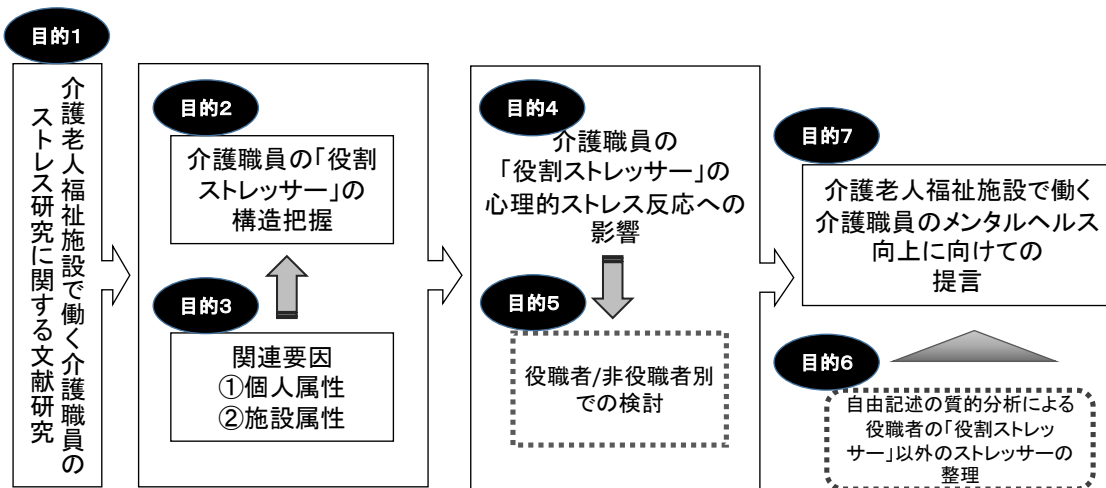 目的1
介護老人福祉施設で働く介護職員の
ストレス研究に関する文献研究
目的2
介護職員の「役割
ストレッサー」の
構造把握
目的3
関連要因
①個人属性
②施設属性
目的4
介護職員の
「役割ストレッサー」の
心理的ストレス反応への
影響
目的5
役職者/非役職者別
での検討
目的7
介護老人福祉施設で働く
介護職員のメンタルヘルス
向上に向けての
提言
目的6
自由記述の質的分析による
役職者の「役割ストレッ
サー」以外のストレッサーの
整理